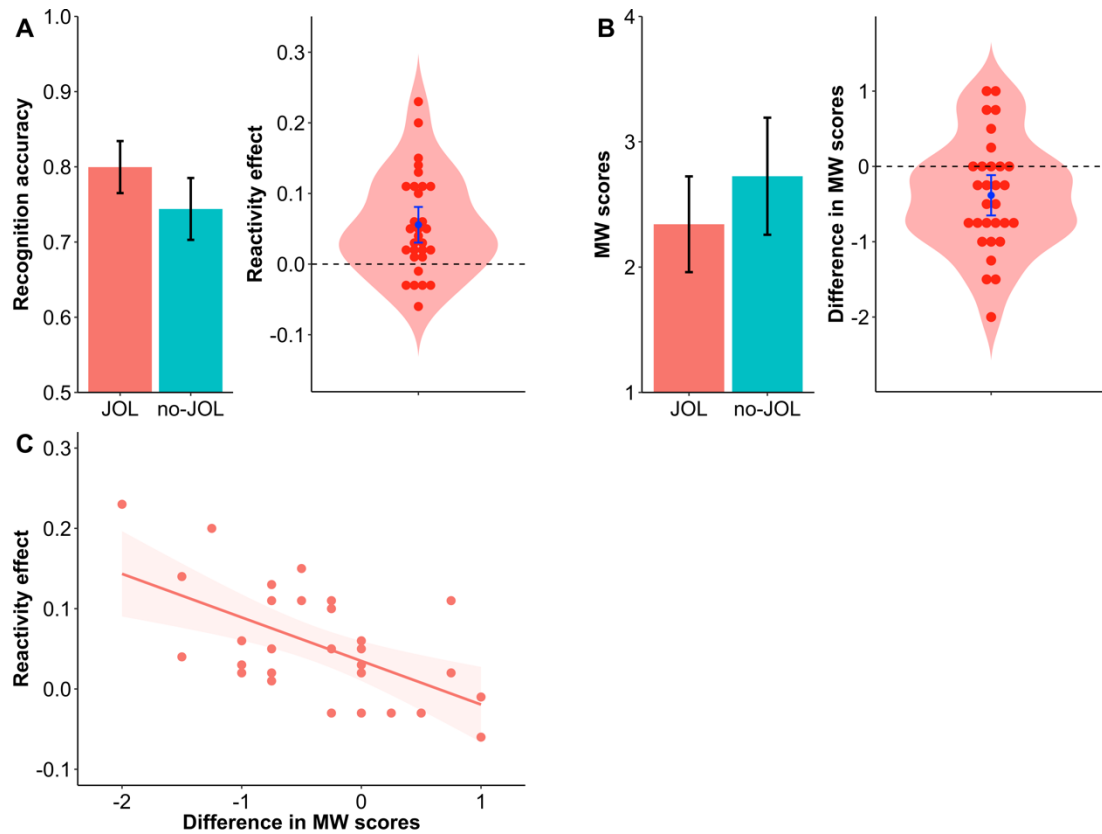 A
Recognition accuracy
1.0
0.9
0.8
0.7
0.6
0.5
JOL no-JOL
Reactivity effect
0.3
0.2
0.1
0.0
-0.1
B
MW scores
4
3
2
1
JOL no-JOL
Difference in MW scores
1
0
-1
-2
C
Reactivity effect
0.3
0.2
0.1
0.0
-0.1
-2 -1 0 1
Difference in MW scores